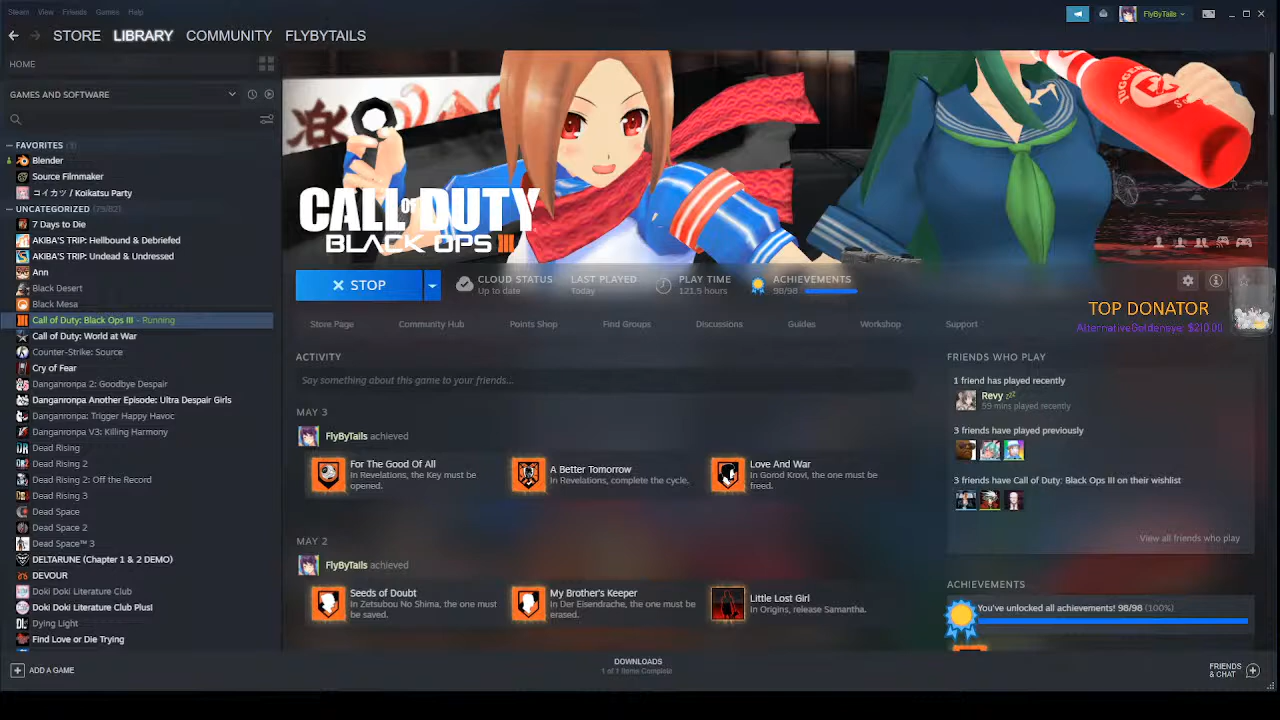 Steam View Friends Games Help
FlyByTails
STORE LIBRARY COMMUNITY FLYBYTAILS
HOME
GAMES AND SOFTWARE
FAVORITES (3)
Blender
Source Filmmaker
コイカツ / Koikatsu Party
UNCATEGORIZED (75/82)
7 Days to Die
AKIBA'S TRIP: Hellbound & Debriefed
AKIBA'S TRIP: Undead & Undressed
Ann
Black Desert
Black Mesa
Call of Duty: Black Ops III - Running
Call of Duty: World at War
Counter-Strike: Source
Cry of Fear
Danganronpa 2: Goodbye Despair
Danganronpa Another Episode: Ultra Despair Girls
Danganronpa: Trigger Happy Havoc
Danganronpa V3: Killing Harmony
Dead Rising
Dead Rising 2
Dead Rising 2: Off the Record
Dead Rising 3
Dead Space
Dead Space 2
Dead Space™ 3
DELTARUNE (Chapter 1 & 2 DEMO)
DEVOUR
Doki Doki Literature Club
Doki Doki Literature Club Plus!
Dying Light
Find Love or Die Trying
ADD A GAME
楽
CALL OF DUTY
BLACK OPS III
STOP
CLOUD STATUS
Up to date
LAST PLAYED
Today
PLAY TIME
121.5 hours
ACHIEVEMENTS
98/98
TOP DONATOR
AlternativeGoldeneye: $210.00
Store Page Community Hub Points Shop Find Groups Discussions Guides Workshop Support
ACTIVITY
Say something about this game to your friends...
MAY 3
FlyByTails achieved
For The Good Of All
In Revelations, the Key must be
opened.
A Better Tomorrow
In Revelations, complete the cycle.
Love And War
In Gorod Krovi, the one must be
freed.
MAY 2
FlyByTails achieved
Seeds of Doubt
In Zetsubou No Shima, the one must
be saved.
My Brother's Keeper
In Der Eisendrache, the one must be
erased.
Little Lost Girl
In Origins, release Samantha.
FRIENDS WHO PLAY
1 friend has played recently
Revy zzz
59 mins played recently
3 friends have played previously
3 friends have Call of Duty: Black Ops III on their wishlist
View all friends who play
ACHIEVEMENTS
You've unlocked all achievements! 98/98 (100%)
DOWNLOADS
1 of 1 Items Complete
FRIENDS
& CHAT